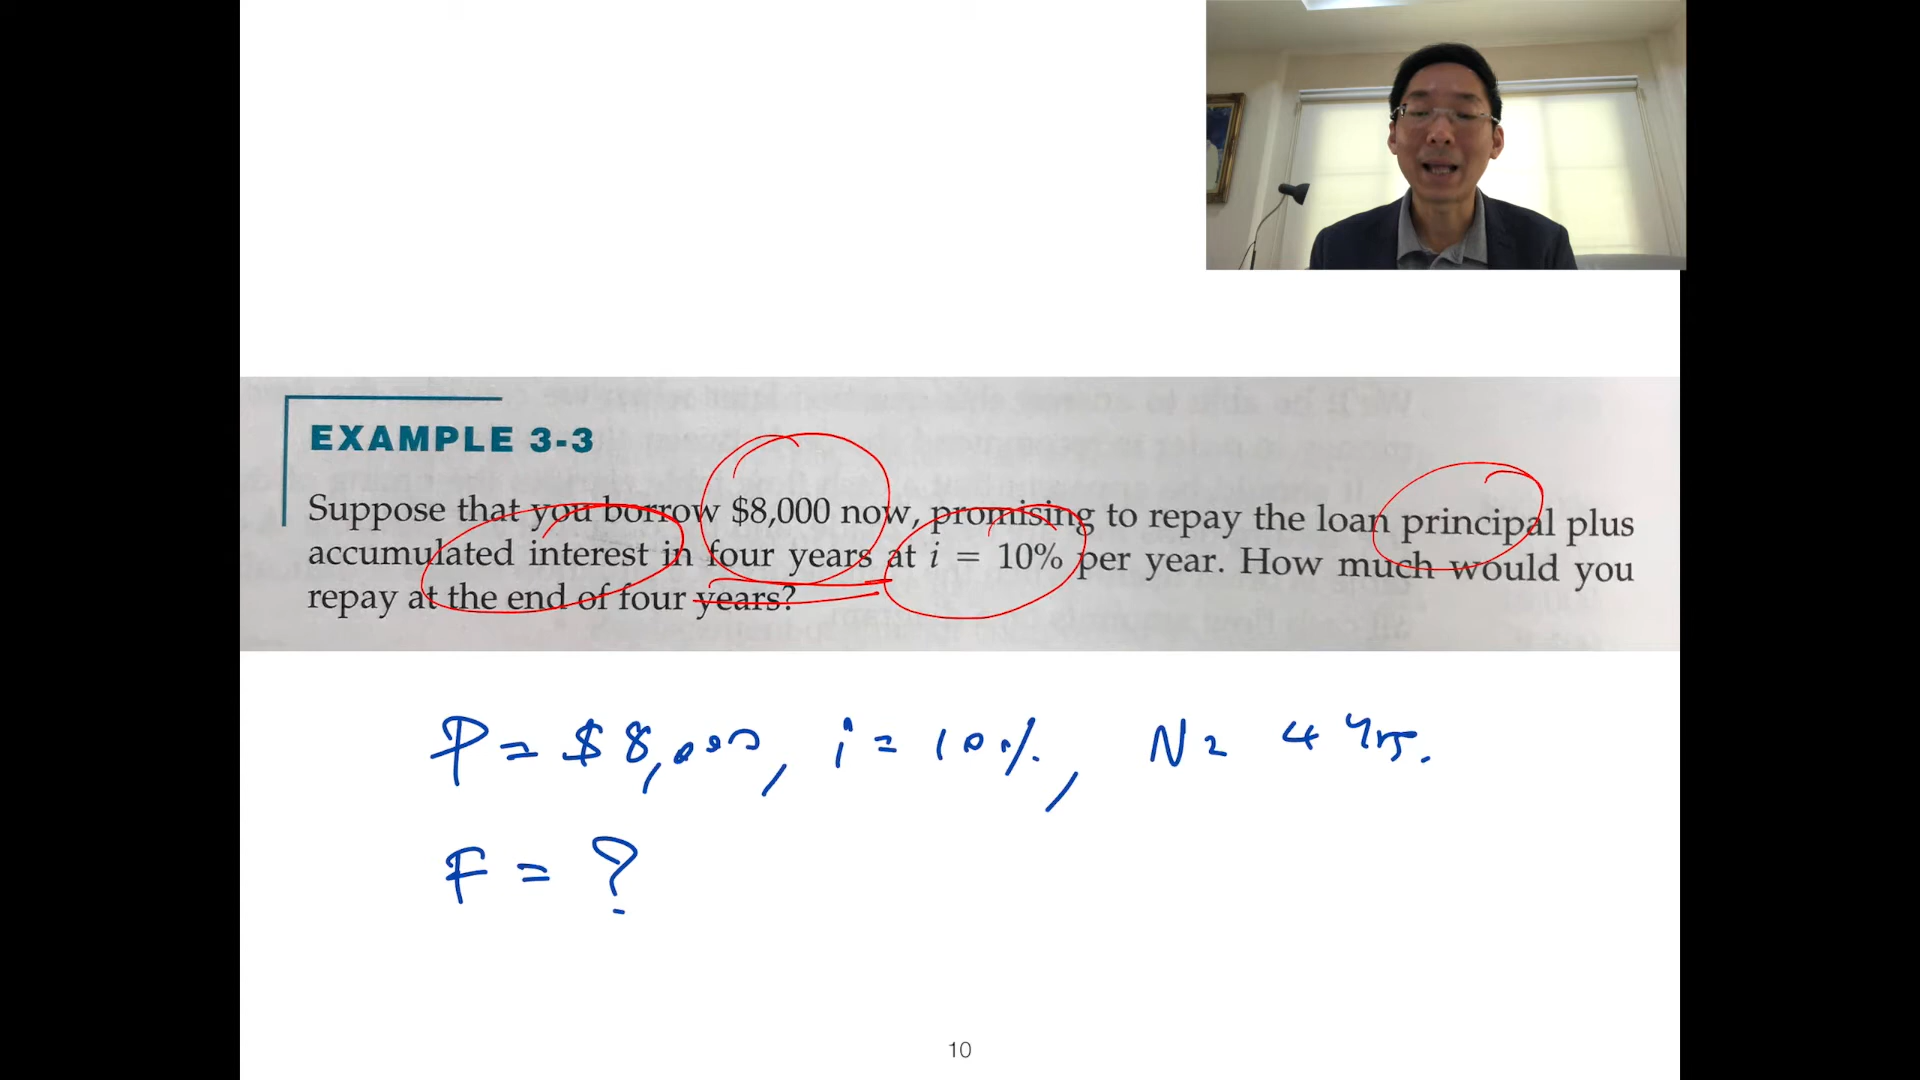 EXAMPLE 3-3
Suppose that you borrow $8,000 now, promising to repay the loan principal plus
accumulated interest in four years at i = 10% per year. How much would you
repay at the end of four years?
P = $8,000, i = 10%, N = 4 Yrs.
F = ?
10